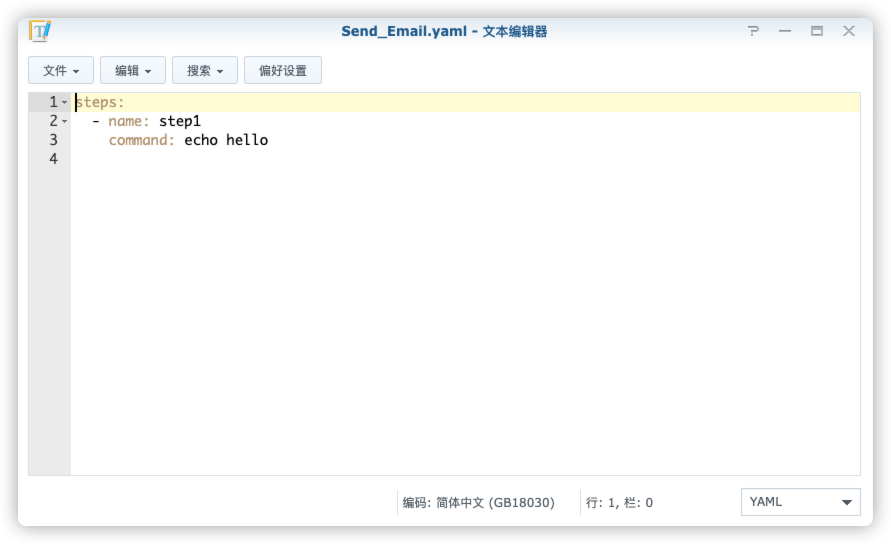 Send_Email.yaml - 文本编辑器
文件 编辑 搜索 偏好设置
1 steps:
2   - name: step1
3     command: echo hello
4
编码: 简体中文 (GB18030) 行: 1, 栏: 0 YAML